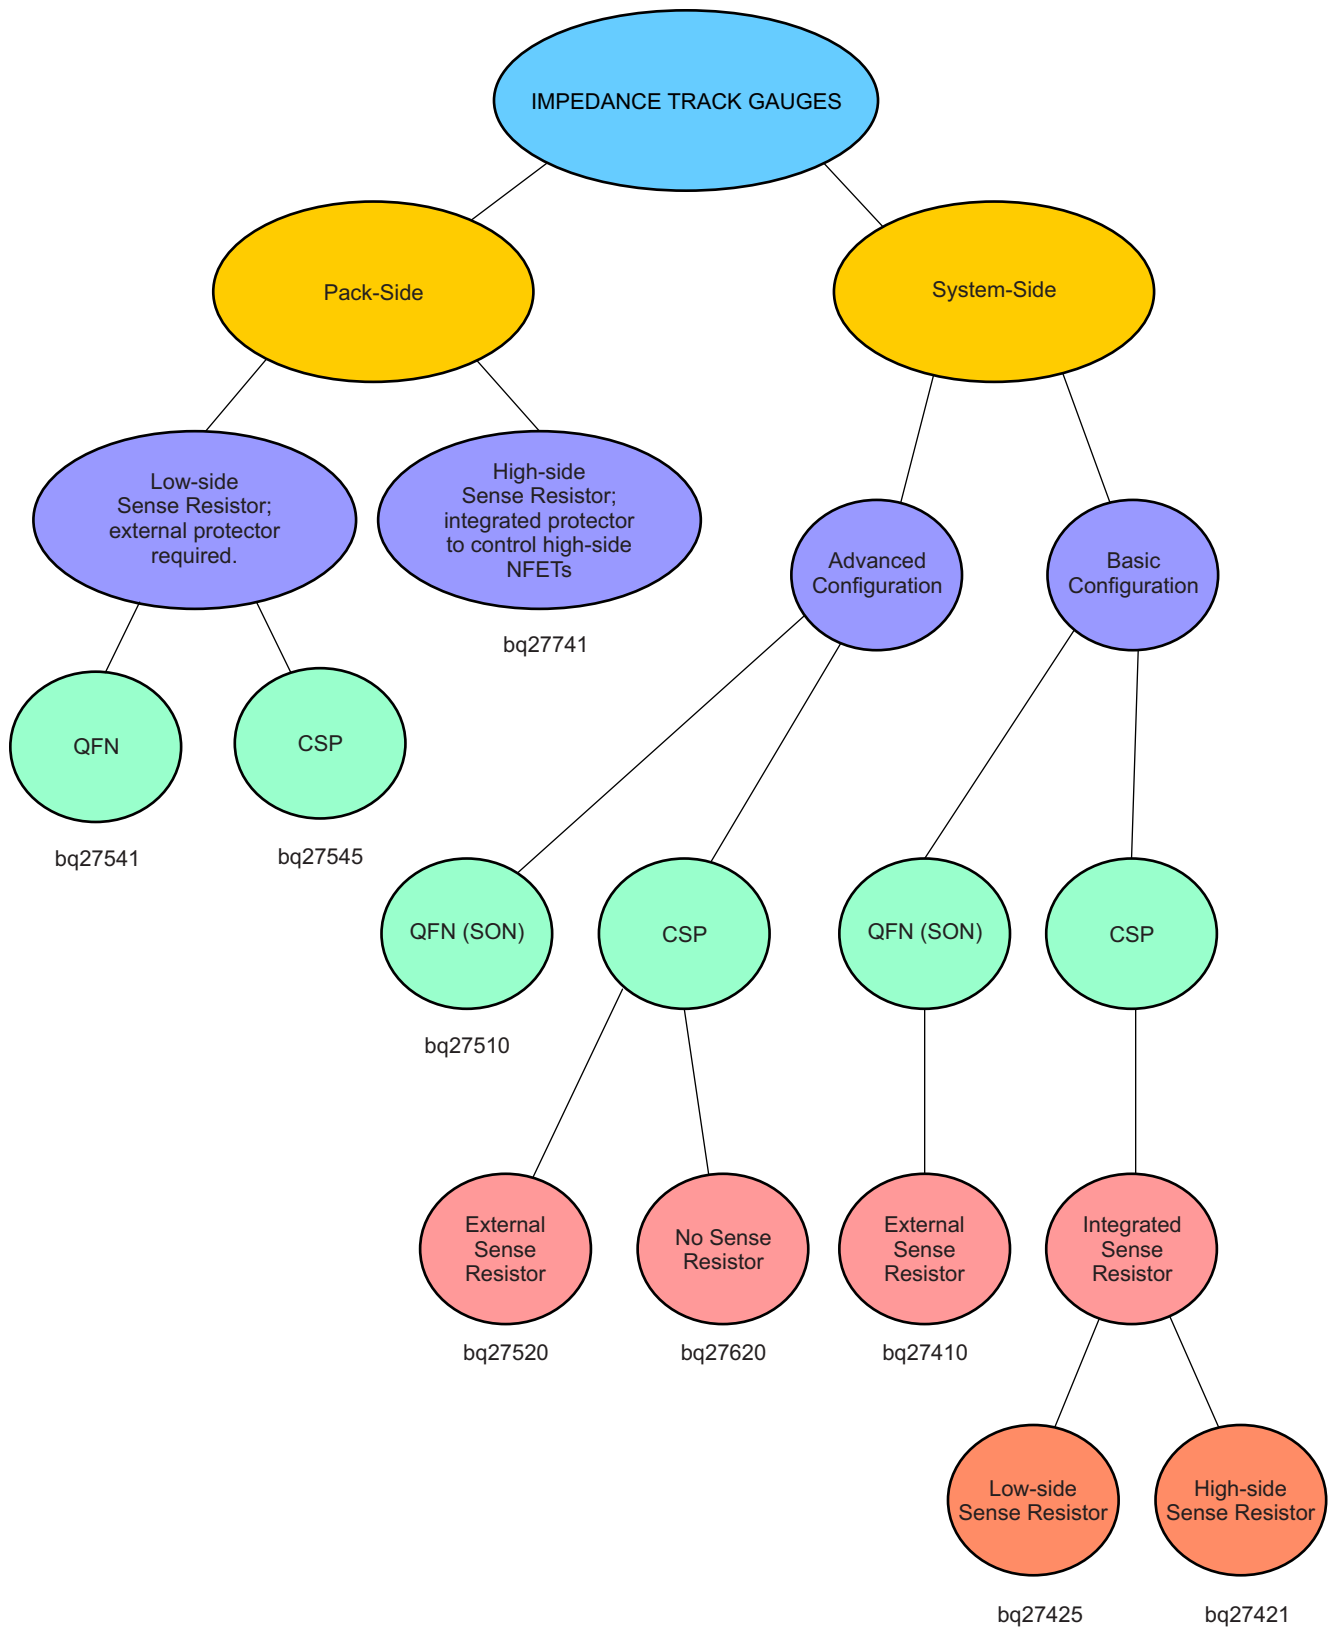 IMPEDANCE TRACK GAUGES
Pack-Side
System-Side
Low-side
Sense Resistor;
external protector
required.
High-side
Sense Resistor;
integrated protector
to control high-side
NFETs
bq27741
Advanced
Configuration
Basic
Configuration
QFN
CSP
bq27541
bq27545
QFN (SON)
CSP
QFN (SON)
CSP
bq27510
External
Sense
Resistor
No Sense
Resistor
External
Sense
Resistor
Integrated
Sense
Resistor
bq27520
bq27620
bq27410
Low-side
Sense Resistor
High-side
Sense Resistor
bq27425
bq27421